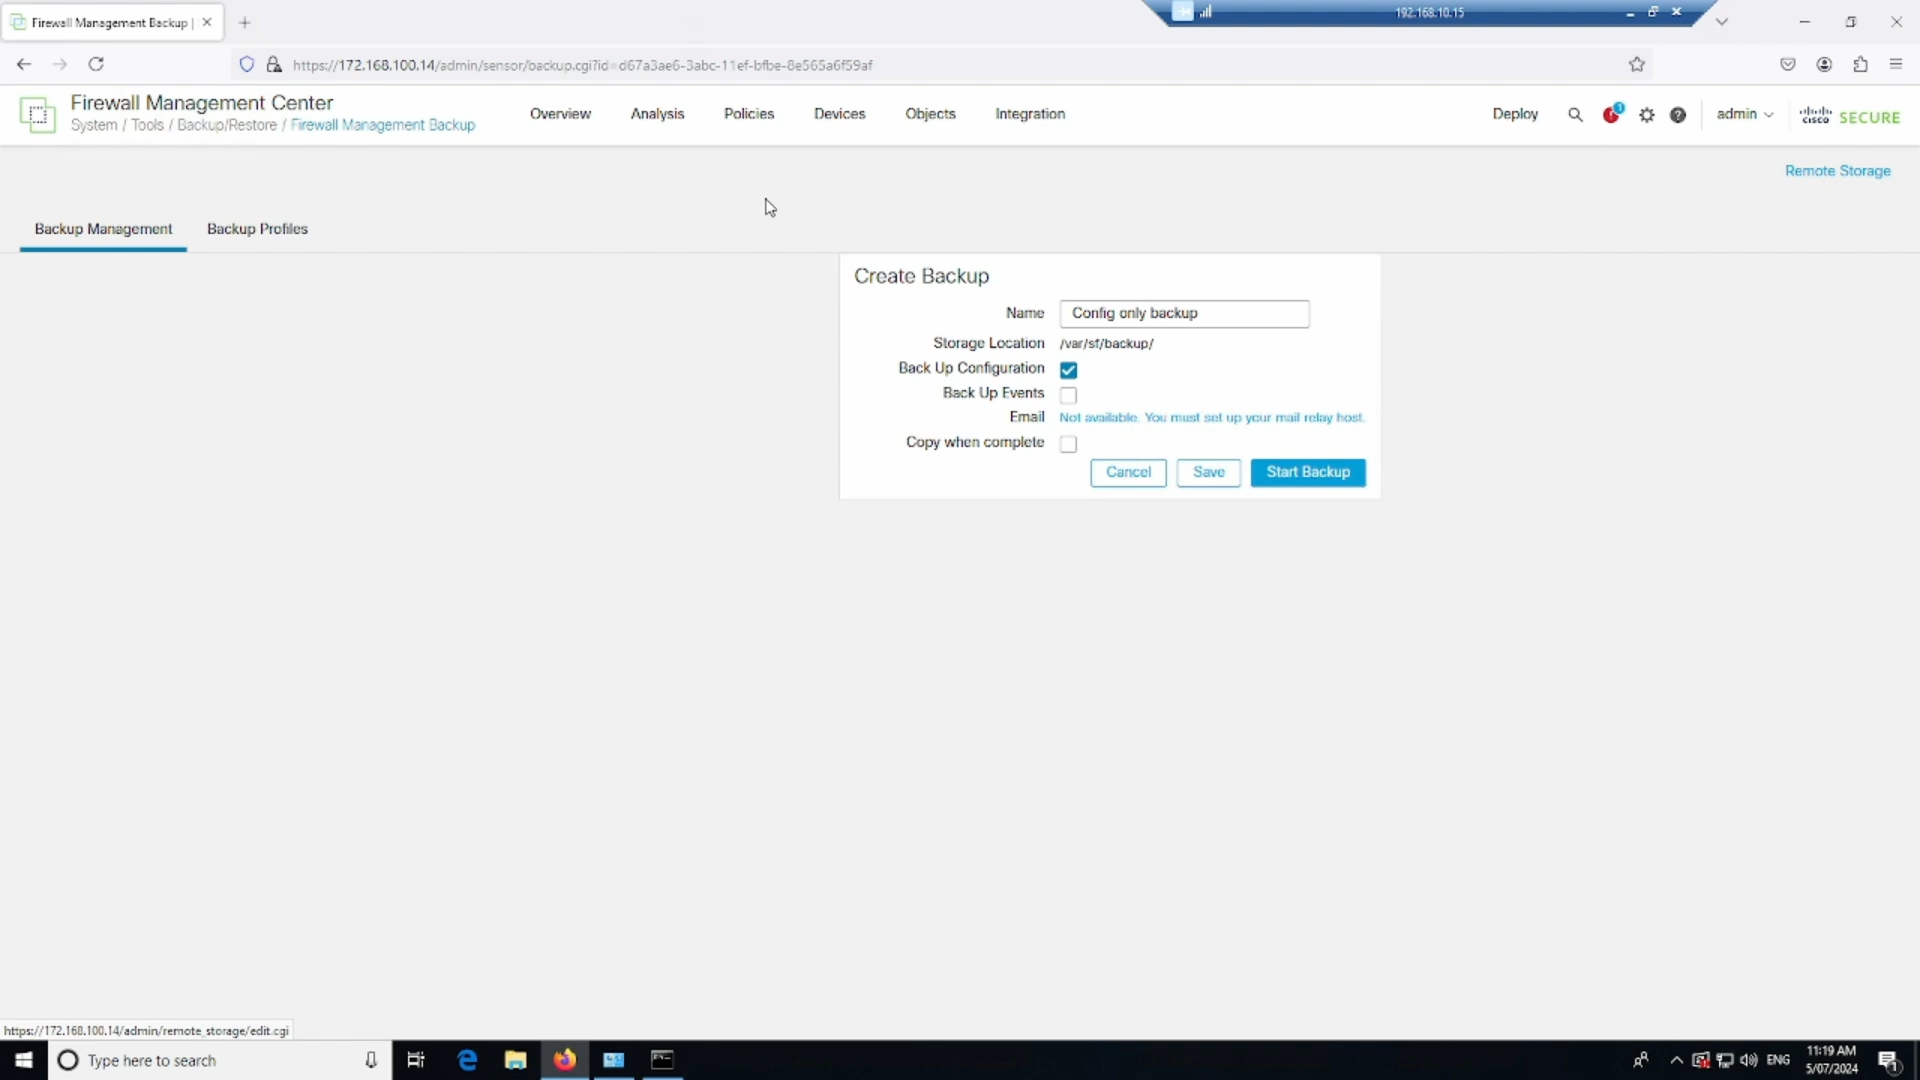 Firewall Management Backup |
192.168.10.15
https://172.168.100.14/admin/sensor/backup.cgi?id=d67a3ae6-3abc-11ef-bfbe-8e565a6f59af
Firewall Management Center
System / Tools / Backup/Restore / Firewall Management Backup
Overview
Analysis
Policies
Devices
Objects
Integration
Deploy
1
admin
cisco SECURE
Remote Storage
Backup Management
Backup Profiles
Create Backup
Name Config only backup
Storage Location /var/sf/backup/
Back Up Configuration
Back Up Events
Email Not available. You must set up your mail relay host.
Copy when complete
Cancel Save Start Backup
https://172.168.100.14/admin/remote_storage/edit.cgi
Type here to search
ENG
11:19 AM
5/07/2024
1